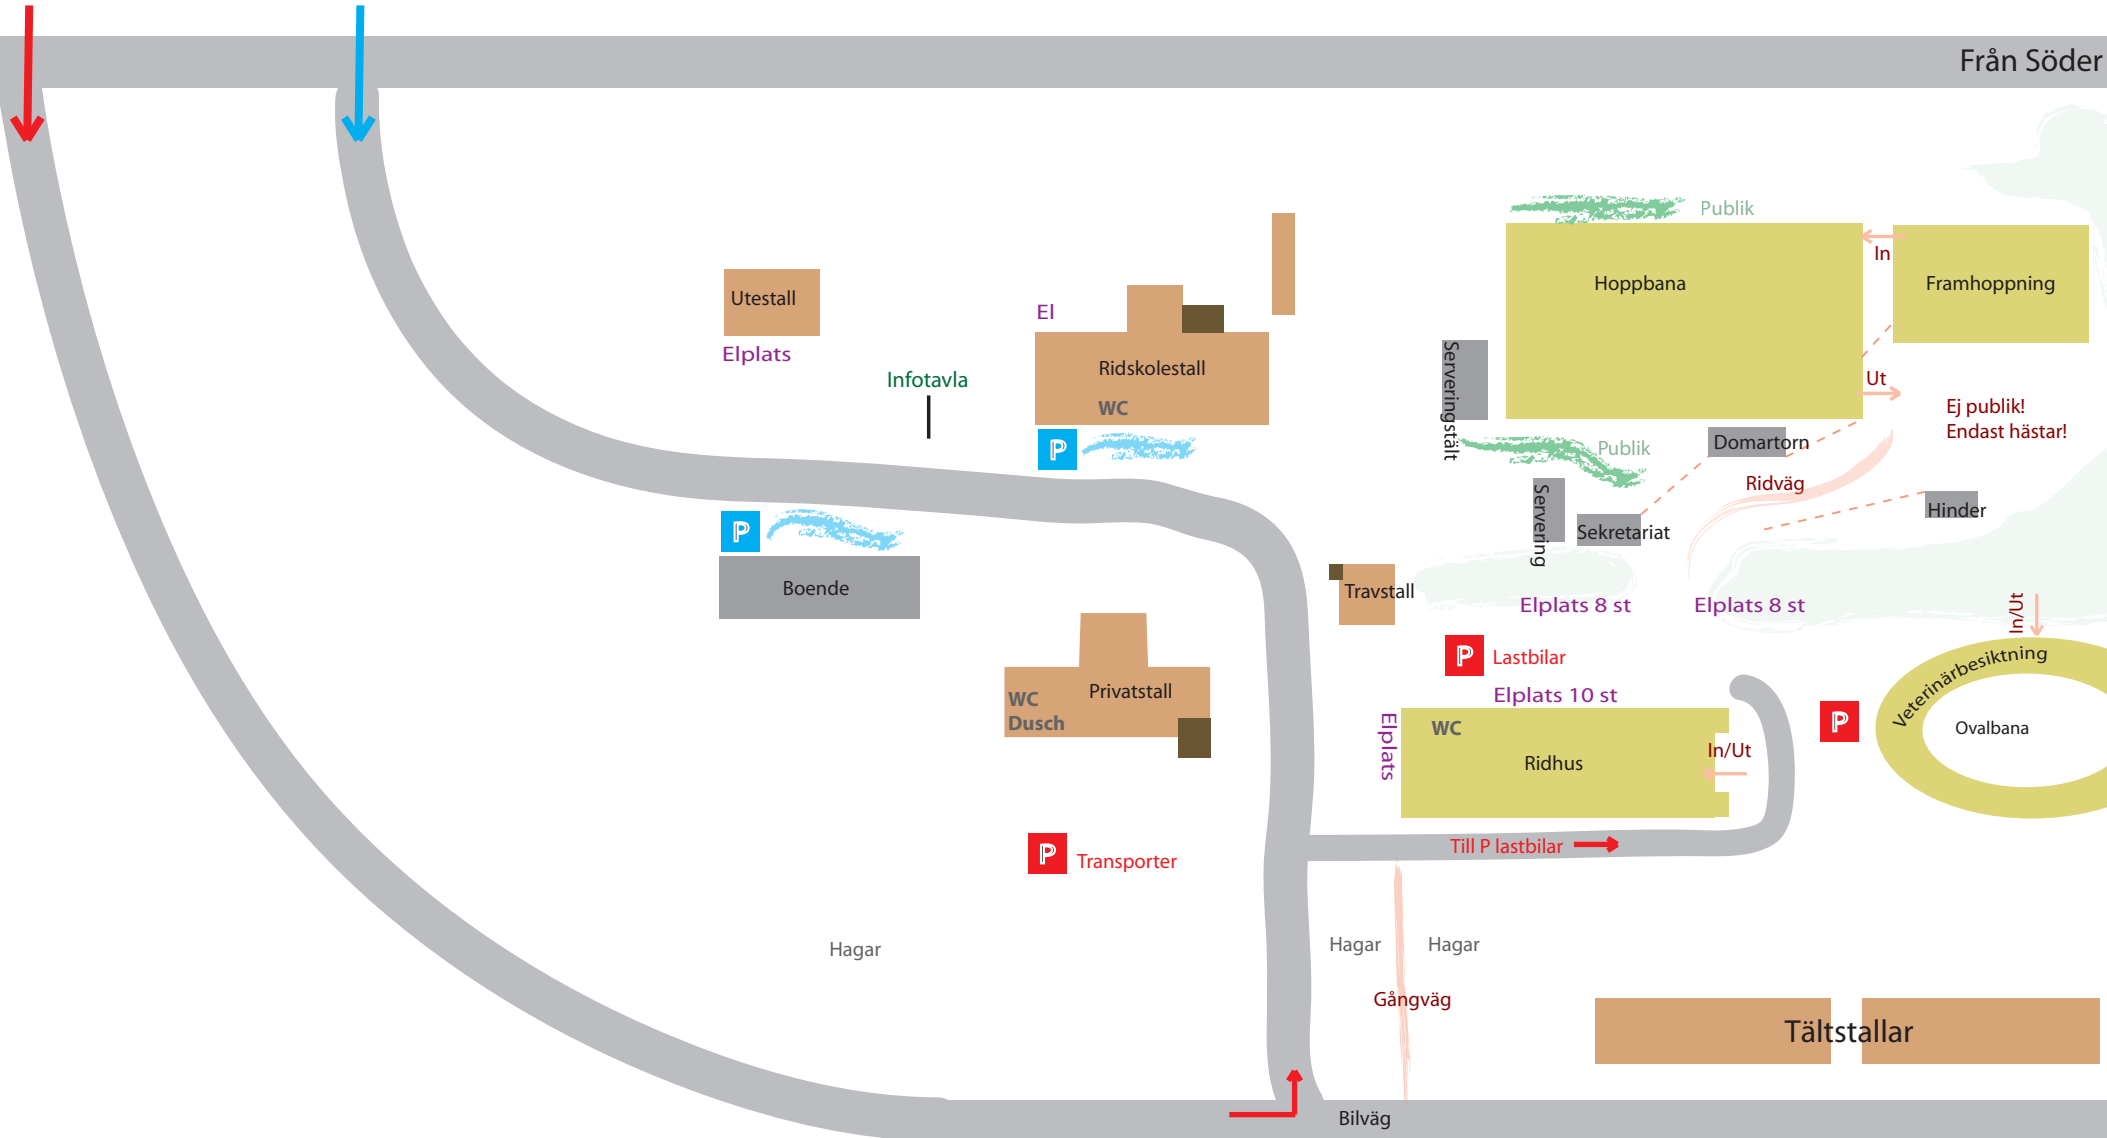 Från Söder
Publik
In
Hoppbana
Framhoppning
Utestall
El
Elplats
Ridskolestall
Infotavla
WC
Serveringstält
Ut
Ej publik!
Endast hästar!
P
Publik
Domartorn
Ridväg
Servering
Sekretariat
Hinder
P
Boende
Travstall
Elplats 8 st
Elplats 8 st
In/Ut
P Lastbilar
Veterinärbesiktning
Elplats 10 st
Privatstall
WC
Dusch
Elplats
WC
P
Ovalbana
In/Ut
Ridhus
Till P lastbilar
P Transporter
Hagar
Hagar
Hagar
Gångväg
Tältstallar
Bilväg